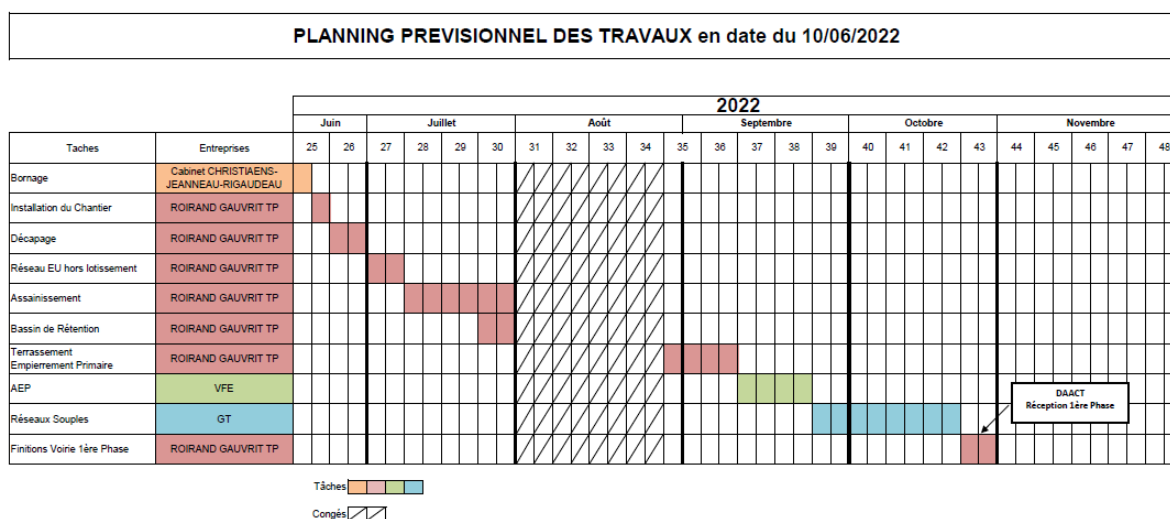 PLANNING PREVISIONNEL DES TRAVAUX en date du 10/06/2022
2022
Juin Juillet Août Septembre Octobre Novembre
Taches Entreprises 25 26 27 28 29 30 31 32 33 34 35 36 37 38 39 40 41 42 43 44 45 46 47 48
Bornage Cabinet CHRISTIAENS-
JEANNEAU-RIGAUDEAU
Installation du Chantier ROIRAND GAUVRIT TP
Décapage ROIRAND GAUVRIT TP
Réseau EU hors lotissement ROIRAND GAUVRIT TP
Assainissement ROIRAND GAUVRIT TP
Bassin de Rétention ROIRAND GAUVRIT TP
Terrassement
Empierrement Primaire ROIRAND GAUVRIT TP
AEP VFE
DAACT
Réception 1ère Phase
Réseaux Souples GT
Finitions Voirie 1ère Phase ROIRAND GAUVRIT TP
Tâches
Congés